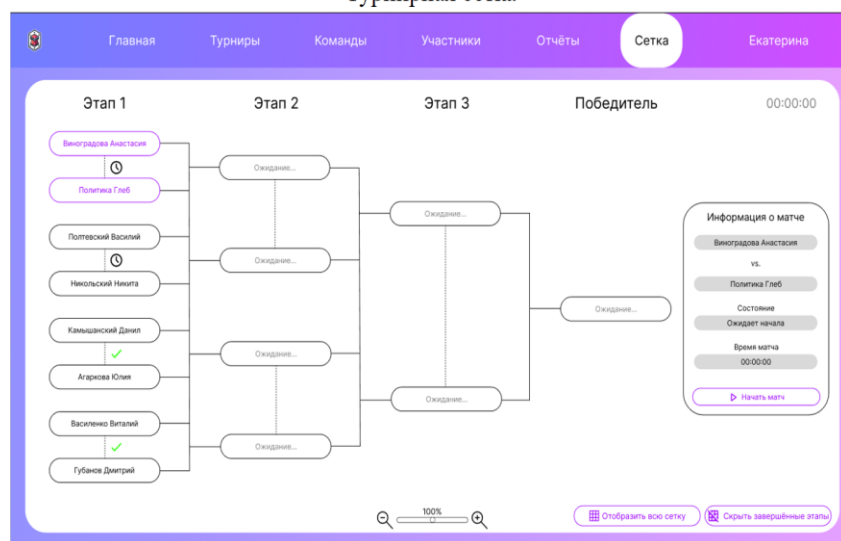 Главная Турниры Команды Участники Отчёты Сетка Екатерина
Этап 1 Этап 2 Этап 3 Победитель 00:00:00
Виноградова Анастасия
Политика Глеб
Полтевский Василий
Никольский Никита
Камышанский Данил
Агаркова Юлия
Василенко Виталий
Губанов Дмитрий
Ожидание...
Ожидание...
Ожидание...
Ожидание...
Ожидание...
Ожидание...
Ожидание...
Информация о матче
Виноградова Анастасия
vs.
Политика Глеб
Состояние
Ожидает начала
Время матча
00:00:00
Начать матч
100%
Отобразить всю сетку
Скрыть завершённые этапы